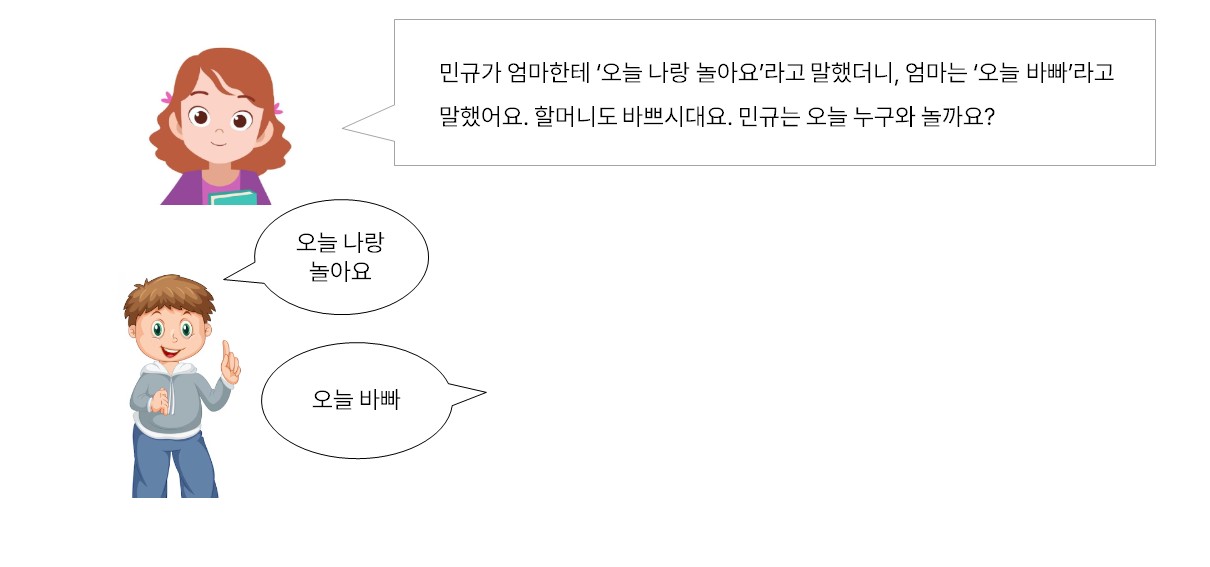 민규가 엄마한테 ‘오늘 나랑 놀아요’라고 말했더니, 엄마는 ‘오늘 바빠’라고
말했어요. 할머니도 바쁘시대요. 민규는 오늘 누구와 놀까요?
오늘 나랑
놀아요
오늘 바빠